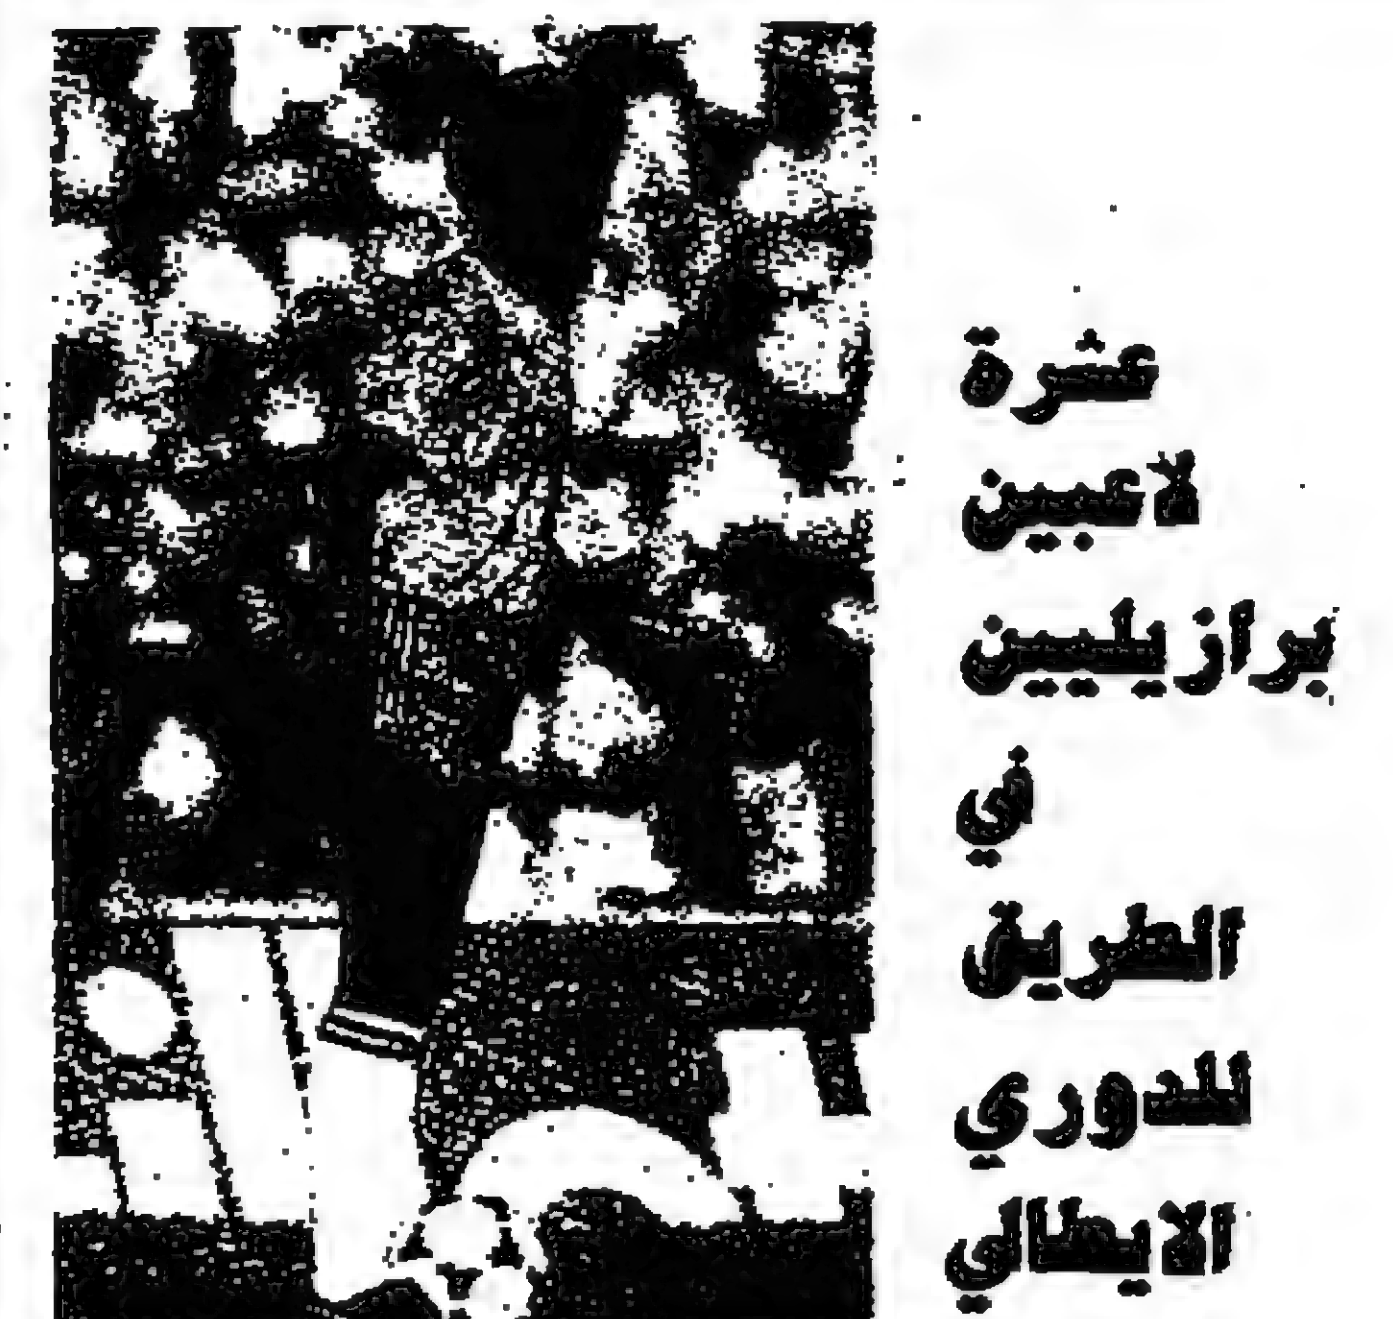 عشرة
لاعبين
برازيليين
في
الطريق
للدوري
الايطالي